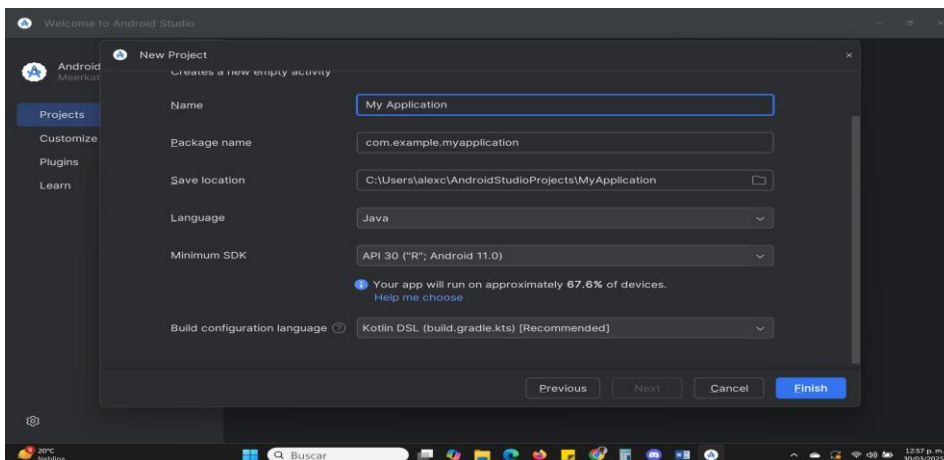 Welcome to Android Studio
New Project
Android
Meerkat
Creates a new empty activity
Projects
Customize
Plugins
Learn
Name
My Application
Package name
com.example.myapplication
Save location
C:\Users\alexc\AndroidStudioProjects\MyApplication
Language
Java
Minimum SDK
API 30 ("R"; Android 11.0)
Your app will run on approximately 67.6% of devices.
Help me choose
Build configuration language
Kotlin DSL (build.gradle.kts) [Recommended]
Previous
Next
Cancel
Finish
20°C
Buscar
12:57 p. m.
30/03/2025